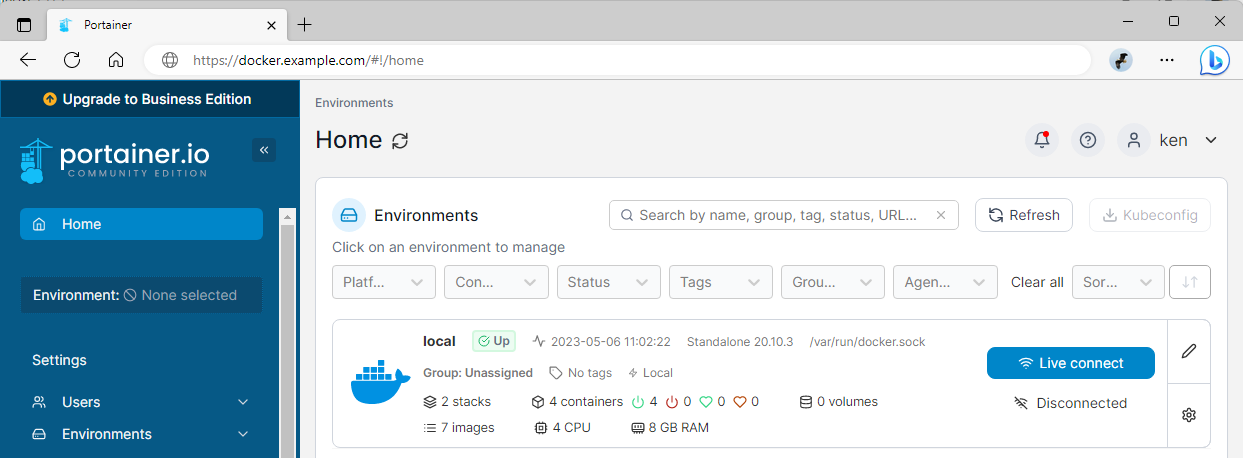 Portainer
https://docker.example.com/#!/home
Upgrade to Business Edition
portainer.io
COMMUNITY EDITION
Home
Environment: None selected
Settings
Users
Environments
Environments
Home
ken
Environments
Search by name, group, tag, status, URL...
Refresh
Kubeconfig
Click on an environment to manage
Platf... Con... Status Tags Grou... Agen... Clear all Sor...
local Up 2023-05-06 11:02:22 Standalone 20.10.3 /var/run/docker.sock
Group: Unassigned No tags Local
2 stacks 4 containers 4 0 0 0 0 volumes
7 images 4 CPU 8 GB RAM
Live connect
Disconnected